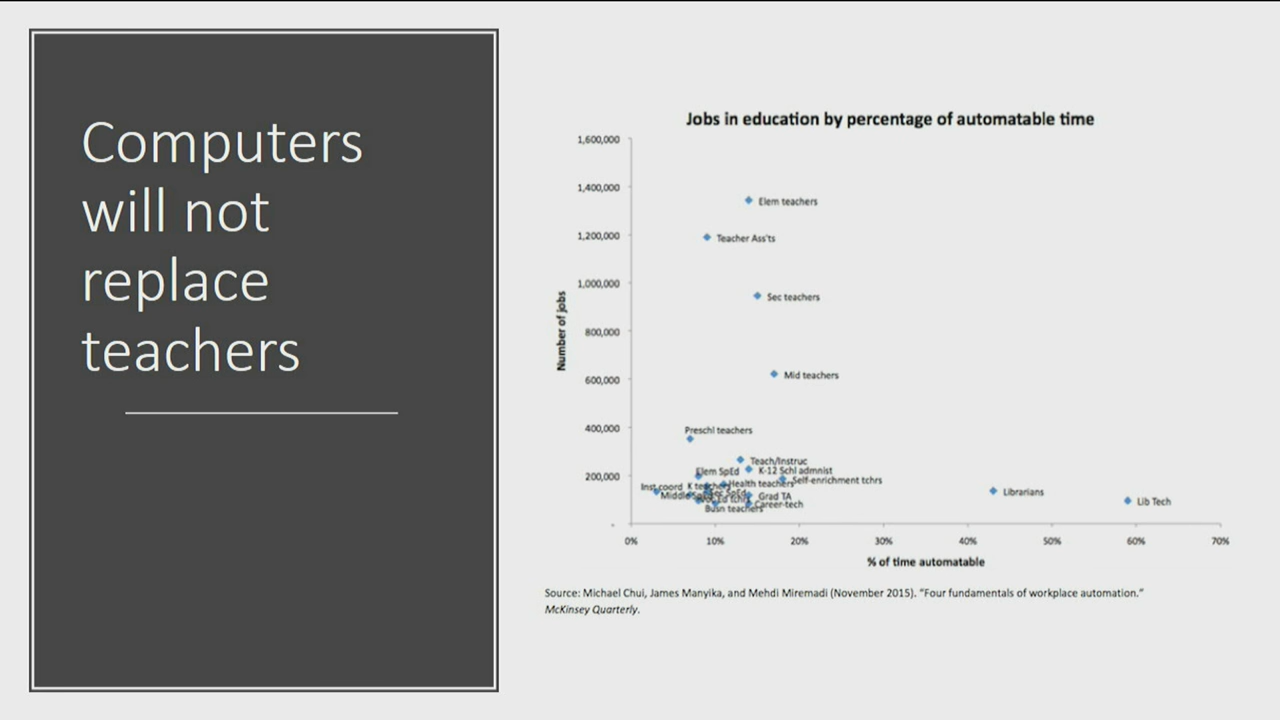 Computers
will not
replace
teachers
Jobs in education by percentage of automatable time
1,600,000
1,400,000
1,200,000
1,000,000
800,000
600,000
400,000
200,000
-
Number of jobs
Elem teachers
Teacher Ass'ts
Sec teachers
Mid teachers
Preschl teachers
Teach/Instruc
Elem SpEd
K-12 Schl admnist
Self-enrichment tchrs
Health teachers
Inst coord
K teachers
Middle SpEd
Grad TA
Career-tech
Busn teachers
Librarians
Lib Tech
0%
10%
20%
30%
40%
50%
60%
70%
% of time automatable
Source: Michael Chui, James Manyika, and Mehdi Miremadi (November 2015). “Four fundamentals of workplace automation.”
McKinsey Quarterly.